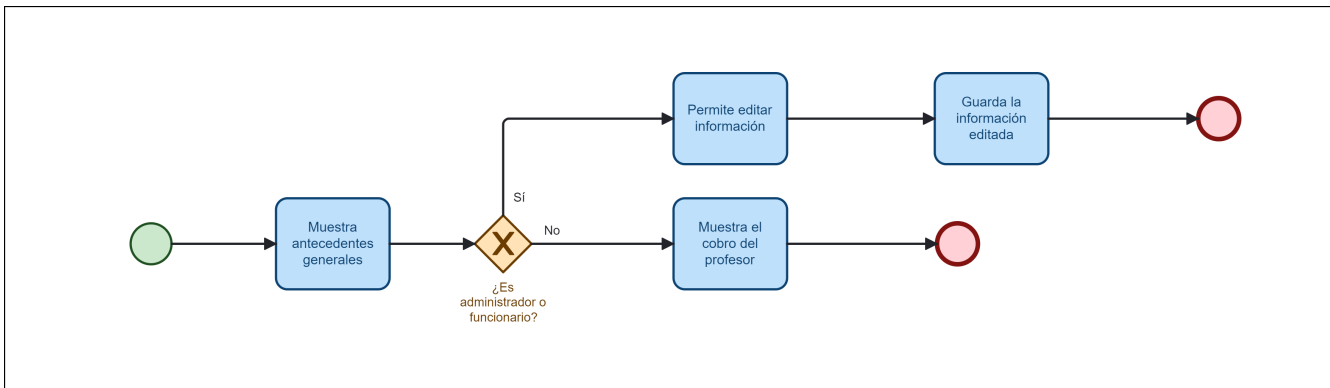 Muestra
antecedentes
generales
¿Es
administrador o
funcionario?
Sí
Permite editar
información
Guarda la
información
editada
No
Muestra el
cobro del
profesor